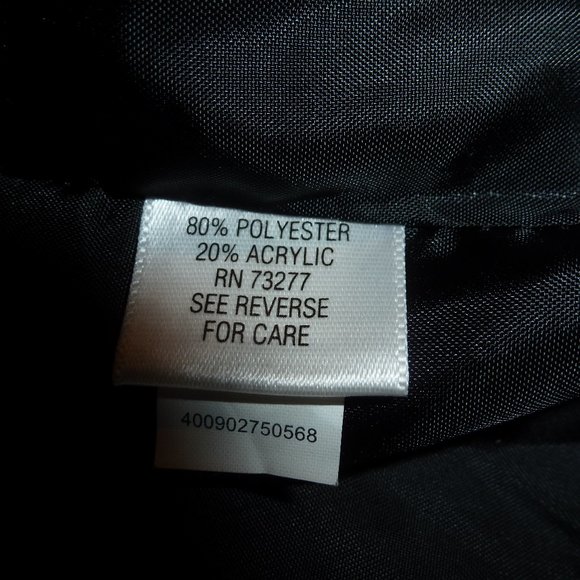 80% POLYESTER
20% ACRYLIC
RN 73277
SEE REVERSE
FOR CARE
400902750568